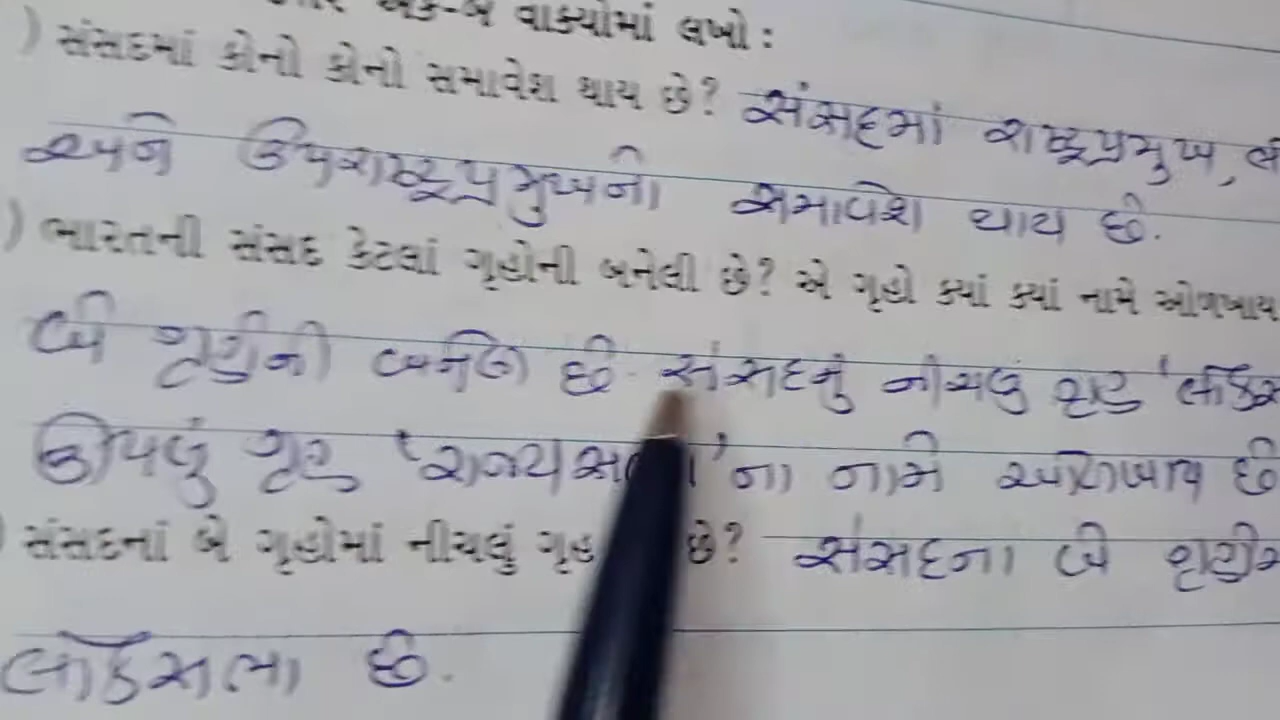 એક-બે વાક્યોમાં લખો :
) સંસદમાં કોનો કોનો સમાવેશ થાય છે? સંસદમાં રાષ્ટ્રપ્રમુખ,
અને ઉપરાષ્ટ્રપ્રમુખનો સમાવેશ થાય છે.
) ભારતની સંસદ કેટલાં ગૃહોની બનેલી છે? એ ગૃહો ક્યાં ક્યાં નામે ઓળખાય
બે ગૃહોની બનેલી છે. સંસદનું નીચલું ગૃહ 'લોકસ
ઉપલું ગૃહ 'રાજ્યસભા'ના નામે ઓળખાય છે
) સંસદનાં બે ગૃહોમાં નીચલું ગૃહ છે? સંસદના બે ગૃહોમ
લોકસભા છે.